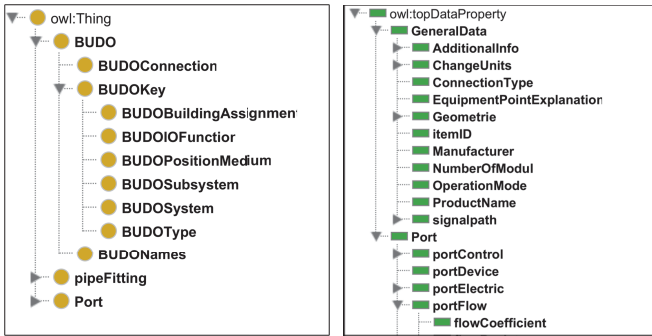 owl:Thing
BUDO
BUDOConnection
BUDOKey
BUDOBuildingAssignment
BUDOIOFunctior
BUDOPositionMedium
BUDOSubsystem
BUDOSystem
BUDOType
BUDONames
pipeFitting
Port
owl:topDataProperty
GeneralData
AdditionalInfo
ChangeUnits
ConnectionType
EquipmentPointExplanation
Geometrie
itemID
Manufacturer
NumberOfModul
OperationMode
ProductName
signalpath
Port
portControl
portDevice
portElectric
portFlow
flowCoefficient